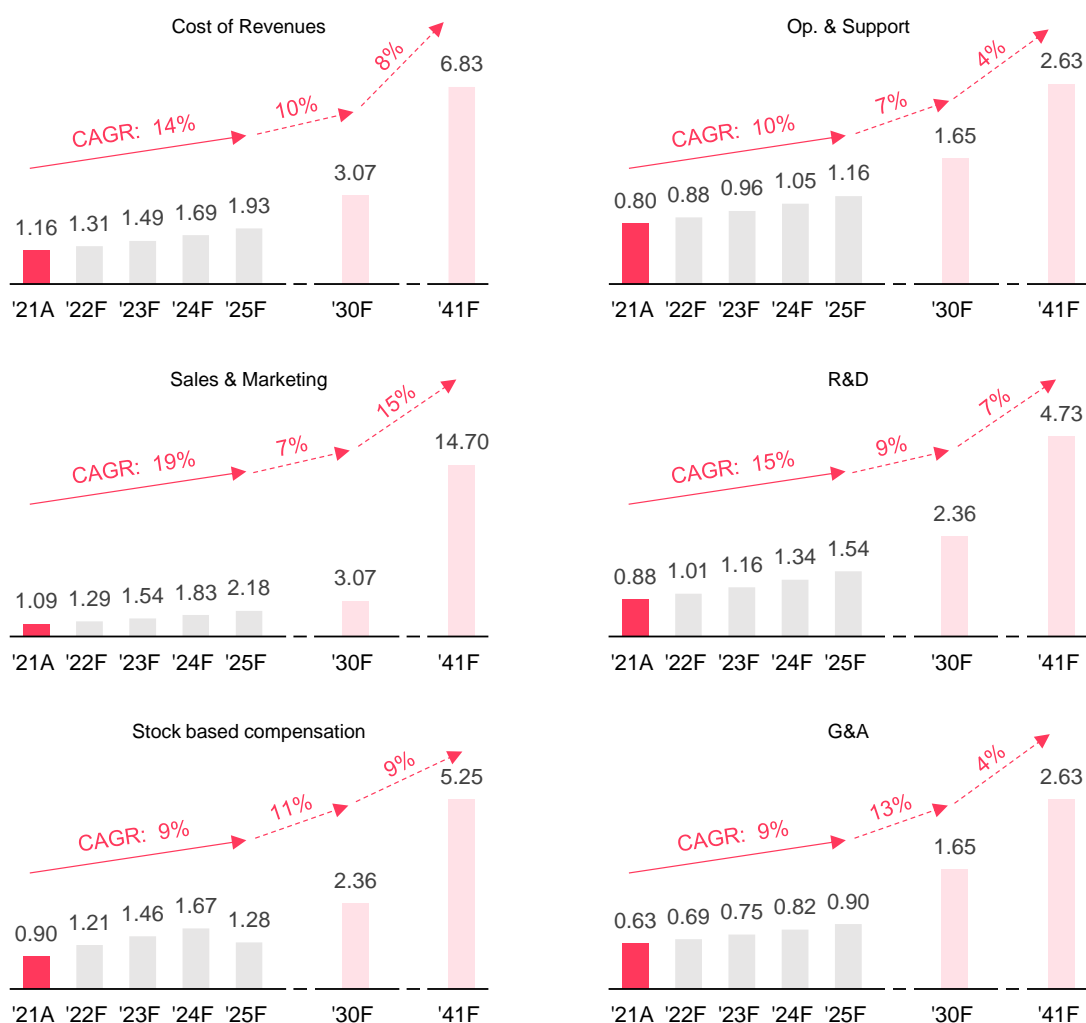 Cost of Revenues
CAGR: 14%
10%
8%
1.16 1.31 1.49 1.69 1.93 3.07 6.83
'21A '22F '23F '24F '25F '30F '41F
Op. & Support
CAGR: 10%
7%
4%
0.80 0.88 0.96 1.05 1.16 1.65 2.63
'21A '22F '23F '24F '25F '30F '41F
Sales & Marketing
CAGR: 19%
7%
15%
1.09 1.29 1.54 1.83 2.18 3.07 14.70
'21A '22F '23F '24F '25F '30F '41F
R&D
CAGR: 15%
9%
7%
0.88 1.01 1.16 1.34 1.54 2.36 4.73
'21A '22F '23F '24F '25F '30F '41F
Stock based compensation
CAGR: 9%
11%
9%
0.90 1.21 1.46 1.67 1.28 2.36 5.25
'21A '22F '23F '24F '25F '30F '41F
G&A
CAGR: 9%
13%
4%
0.63 0.69 0.75 0.82 0.90 1.65 2.63
'21A '22F '23F '24F '25F '30F '41F